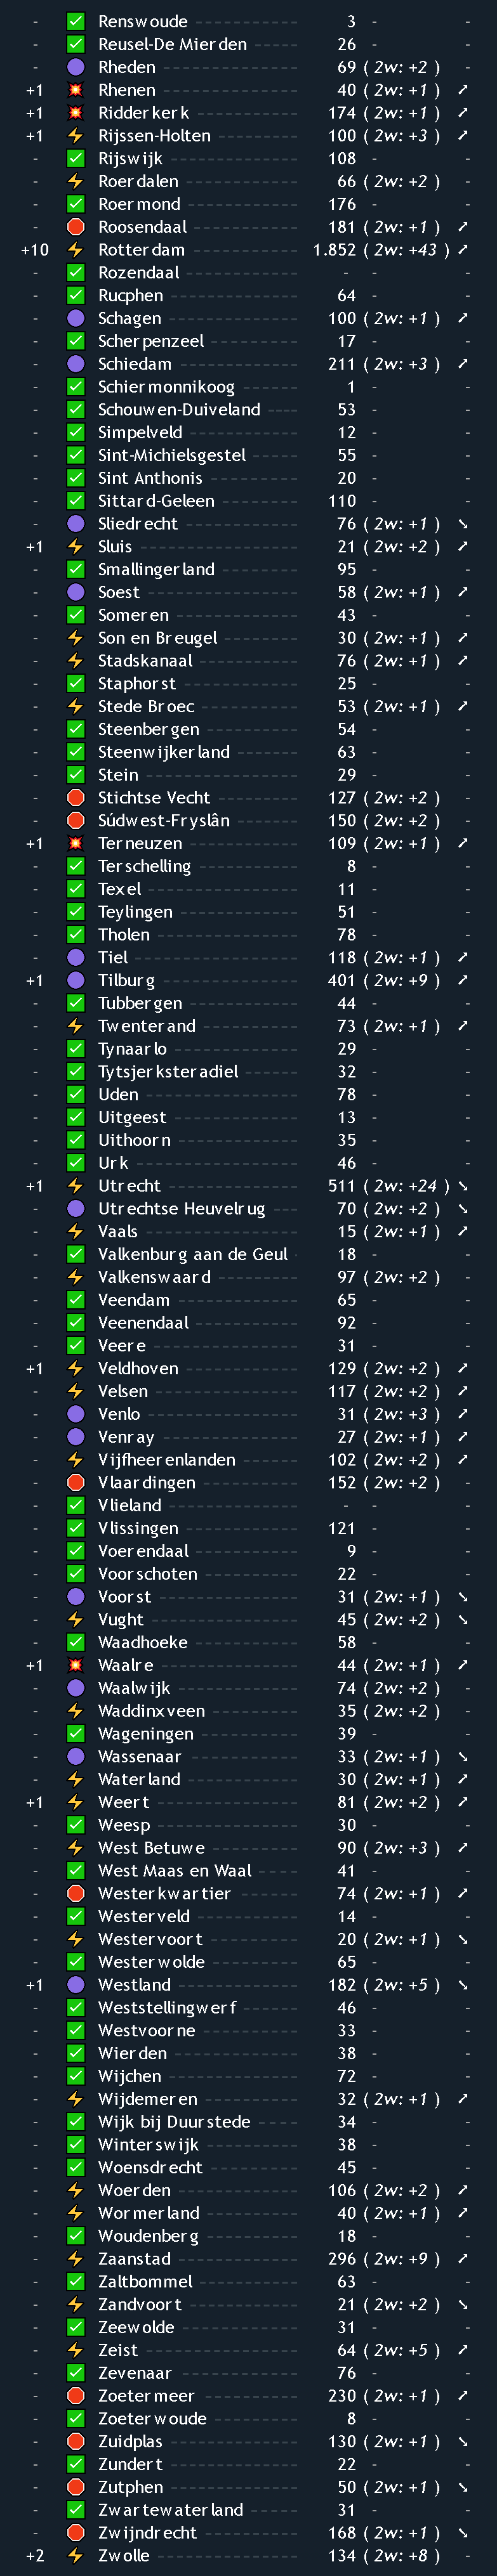 - ✅ Renswoude ------------ 3 - -
- ✅ Reusel-De Mierden ------ 26 - -
- 🟣 Rheden --------------- 69 ( 2w: +2 ) -
+1 💥 Rhenen --------------- 40 ( 2w: +1 ) ➚
+1 💥 Ridderkerk ------------ 174 ( 2w: +1 ) ➚
+1 ⚡ Rijssen-Holten --------- 100 ( 2w: +3 ) ➚
- ✅ Rijswijk --------------- 108 - -
- ⚡ Roerdalen ------------- 66 ( 2w: +2 ) -
- ✅ Roermond ------------- 176 - -
- 🛑 Roosendaal ------------ 181 ( 2w: +1 ) ➚
+10 ⚡ Rotterdam ------------ 1.852 ( 2w: +43 ) ➚
- ✅ Rozendaal ------------- - - -
- ✅ Rucphen -------------- 64 - -
- 🟣 Schagen -------------- 100 ( 2w: +1 ) ➚
- ✅ Scherpenzeel ---------- 17 - -
- 🟣 Schiedam ------------- 211 ( 2w: +3 ) ➚
- ✅ Schiermonnikoog ------- 1 - -
- ✅ Schouwen-Duiveland ---- 53 - -
- ✅ Simpelveld ------------ 12 - -
- ✅ Sint-Michielsgestel ------ 55 - -
- ✅ Sint Anthonis ----------- 20 - -
- ✅ Sittard-Geleen --------- 110 - -
- 🟣 Sliedrecht ------------- 76 ( 2w: +1 ) ➘
+1 ⚡ Sluis ------------------ 21 ( 2w: +2 ) ➚
- ✅ Smallingerland --------- 95 - -
- 🟣 Soest ----------------- 58 ( 2w: +1 ) ➚
- ✅ Someren -------------- 43 - -
- ⚡ Son en Breugel --------- 30 ( 2w: +1 ) ➚
- ⚡ Stadskanaal ----------- 76 ( 2w: +1 ) ➚
- ✅ Staphorst ------------- 25 - -
- ⚡ Stede Broec ----------- 53 ( 2w: +1 ) ➚
- ✅ Steenbergen ---------- 54 - -
- ✅ Steenwijkerland ------- 63 - -
- ✅ Stein ----------------- 29 - -
- 🛑 Stichtse Vecht --------- 127 ( 2w: +2 ) -
- 🛑 Súdwest-Fryslân ------- 150 ( 2w: +2 ) -
+1 💥 Terneuzen ------------ 109 ( 2w: +1 ) ➚
- ✅ Terschelling ----------- 8 - -
- ✅ Texel ----------------- 11 - -
- ✅ Teylingen ------------- 51 - -
- ✅ Tholen --------------- 78 - -
- 🟣 Tiel ------------------ 118 ( 2w: +1 ) ➚
+1 🟣 Tilburg --------------- 401 ( 2w: +9 ) ➚
- ✅ Tubbergen ------------ 44 - -
- ⚡ Twenterand ----------- 73 ( 2w: +1 ) ➚
- ✅ Tynaarlo -------------- 29 - -
- ✅ Tytsjerksteradiel ------- 32 - -
- ✅ Uden ----------------- 78 - -
- ✅ Uitgeest -------------- 13 - -
- ✅ Uithoorn -------------- 35 - -
- ✅ Urk ------------------ 46 - -
+1 ⚡ Utrecht --------------- 511 ( 2w: +24 ) ➘
- 🟣 Utrechtse Heuvelrug --- 70 ( 2w: +2 ) ➘
- ⚡ Vaals ----------------- 15 ( 2w: +1 ) ➚
- ✅ Valkenburg aan de Geul - 18 - -
- ⚡ Valkenswaard --------- 97 ( 2w: +2 ) -
- ✅ Veendam ------------- 65 - -
- ✅ Veenendaal ----------- 92 - -
- ✅ Veere ---------------- 31 - -
+1 ⚡ Veldhoven ------------ 129 ( 2w: +2 ) ➚
- ⚡ Velsen ---------------- 117 ( 2w: +2 ) ➚
- 🟣 Venlo ---------------- 31 ( 2w: +3 ) ➚
- 🟣 Venray --------------- 27 ( 2w: +1 ) ➚
- ⚡ Vijfheerenlanden ------- 102 ( 2w: +2 ) ➚
- 🛑 Vlaardingen ----------- 152 ( 2w: +2 ) -
- ✅ Vlieland --------------- - - -
- ✅ Vlissingen ------------- 121 - -
- ✅ Voerendaal ------------ 9 - -
- ✅ Voorschoten ----------- 22 - -
- 🟣 Voorst ---------------- 31 ( 2w: +1 ) ➘
- ⚡ Vught ---------------- 45 ( 2w: +2 ) ➘
- ✅ Waadhoeke ----------- 58 - -
+1 💥 Waalre --------------- 44 ( 2w: +1 ) ➚
- 🟣 Waalwijk ------------- 74 ( 2w: +2 ) -
- ⚡ Waddinxveen --------- 35 ( 2w: +2 ) -
- ✅ Wageningen ---------- 39 - -
- 🟣 Wassenaar ----------- 33 ( 2w: +1 ) ➘
- ⚡ Waterland ------------ 30 ( 2w: +1 ) ➚
+1 ⚡ Weert ---------------- 81 ( 2w: +2 ) ➚
- ✅ Weesp --------------- 30 - -
- ⚡ West Betuwe ---------- 90 ( 2w: +3 ) ➚
- ✅ West Maas en Waal ----- 41 - -
- 🛑 Westerkwartier -------- 74 ( 2w: +1 ) ➚
- ✅ Westerveld ----------- 14 - -
- ⚡ Westervoort ---------- 20 ( 2w: +1 ) ➘
- ✅ Westerwolde --------- 65 - -
+1 🟣 Westland ------------- 182 ( 2w: +5 ) ➘
- ✅ Weststellingwerf ------- 46 - -
- ✅ Westvoorne ---------- 33 - -
- ✅ Wierden -------------- 38 - -
- ✅ Wijchen -------------- 72 - -
- ⚡ Wijdemeren ----------- 32 ( 2w: +1 ) ➚
- ✅ Wijk bij Duurstede ----- 34 - -
- ✅ Winterswijk ----------- 38 - -
- ✅ Woensdrecht --------- 45 - -
- ⚡ Woerden ------------- 106 ( 2w: +2 ) ➚
- ⚡ Wormerland ---------- 40 ( 2w: +1 ) ➚
- ✅ Woudenberg ---------- 18 - -
- ⚡ Zaanstad ------------- 296 ( 2w: +9 ) ➚
- ✅ Zaltbommel ---------- 63 - -
- ⚡ Zandvoort ------------ 21 ( 2w: +2 ) ➘
- ✅ Zeewolde ------------ 31 - -
- ⚡ Zeist ----------------- 64 ( 2w: +5 ) ➚
- ✅ Zevenaar ------------- 76 - -
- 🛑 Zoetermeer ----------- 230 ( 2w: +1 ) ➚
- ✅ Zoeterwoude --------- 8 - -
- 🛑 Zuidplas -------------- 130 ( 2w: +1 ) ➘
- ✅ Zundert -------------- 22 - -
- 🛑 Zutphen -------------- 50 ( 2w: +1 ) ➘
- ✅ Zwartewaterland ------ 31 - -
- 🛑 Zwijndrecht ----------- 168 ( 2w: +1 ) ➘
+2 ⚡ Zwolle --------------- 134 ( 2w: +8 ) -